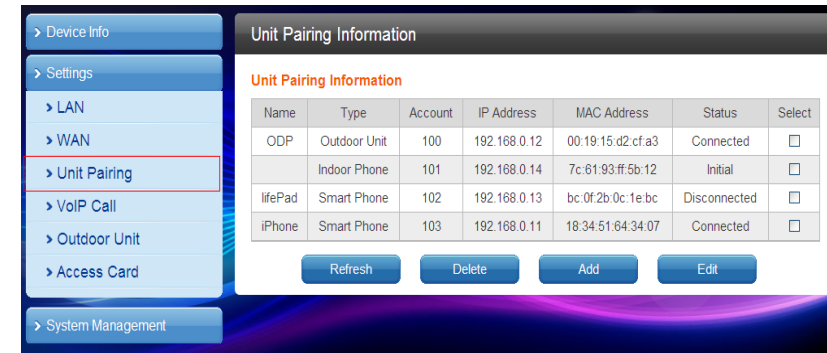 Device Info
Settings
LAN
WAN
Unit Pairing
VoIP Call
Outdoor Unit
Access Card
System Management
Unit Pairing Information
Unit Pairing Information
Name Type Account IP Address MAC Address Status Select
ODP Outdoor Unit 100 192.168.0.12 00:19:15:d2:cf:a3 Connected
Indoor Phone 101 192.168.0.14 7c:61:93:ff:5b:12 Initial
lifePad Smart Phone 102 192.168.0.13 bc:0f:2b:0c:1e:bc Disconnected
iPhone Smart Phone 103 192.168.0.11 18:34:51:64:34:07 Connected
Refresh Delete Add Edit